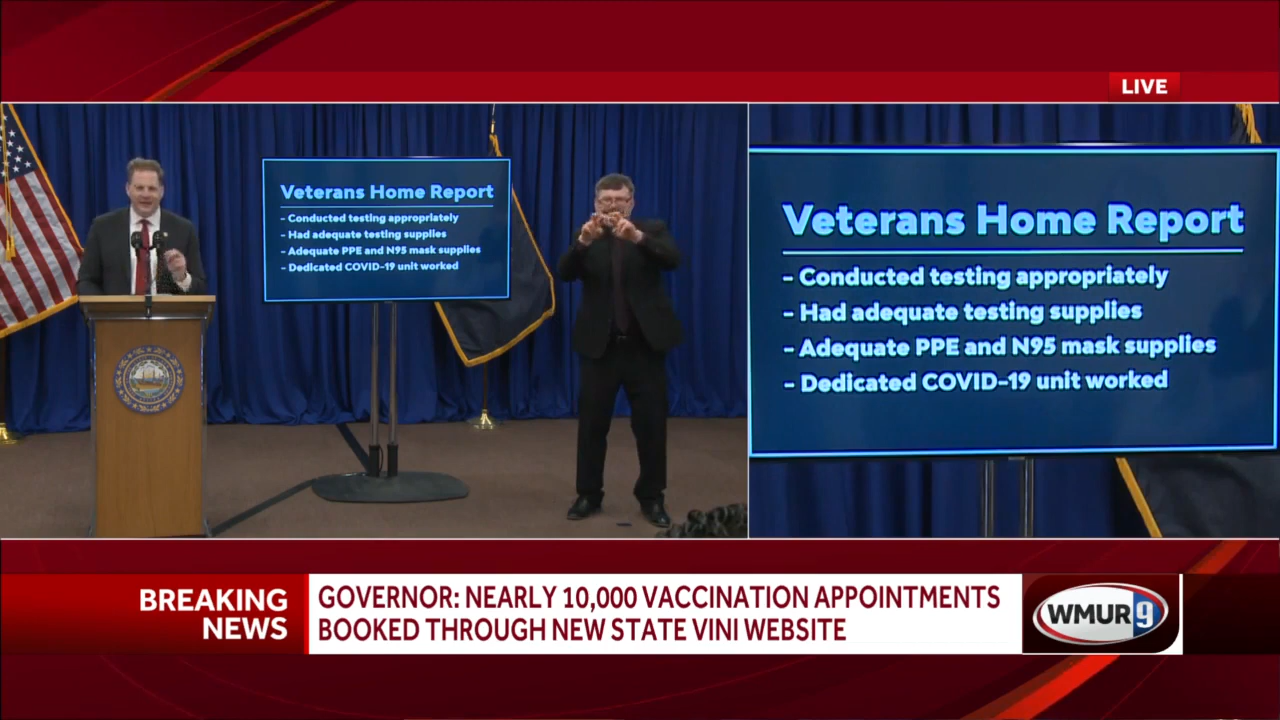 LIVE
Veterans Home Report
- Conducted testing appropriately
- Had adequate testing supplies
- Adequate PPE and N95 mask supplies
- Dedicated COVID-19 unit worked
Veterans Home Report
- Conducted testing appropriately
- Had adequate testing supplies
- Adequate PPE and N95 mask supplies
- Dedicated COVID-19 unit worked
BREAKING NEWS
GOVERNOR: NEARLY 10,000 VACCINATION APPOINTMENTS
BOOKED THROUGH NEW STATE VINI WEBSITE
WMUR 9